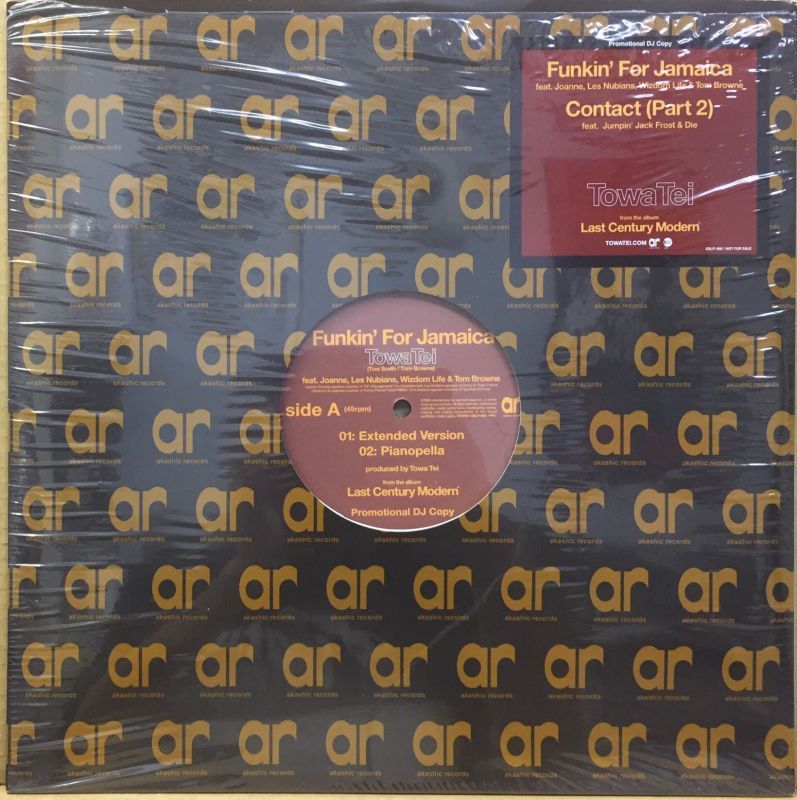 Promotional DJ Copy
Funkin' For Jamaica
feat. Joanne, Les Nubians, Wizdom Life & Tom Browne
Contact (Part 2)
feat. Jumpin' Jack Frost & Die
Towa Tei
from the album
Last Century Modern
TOWATEI.COM
ar
akashic records
Funkin' For Jamaica
Towa Tei
(Toni Smith / Tom Browne)
feat. Joanne, Les Nubians, Wizdom Life & Tom Browne
side A (45rpm)
ar
01: Extended Version
02: Pianopella
produced by Towa Tei
from the album
Last Century Modern
Promotional DJ Copy